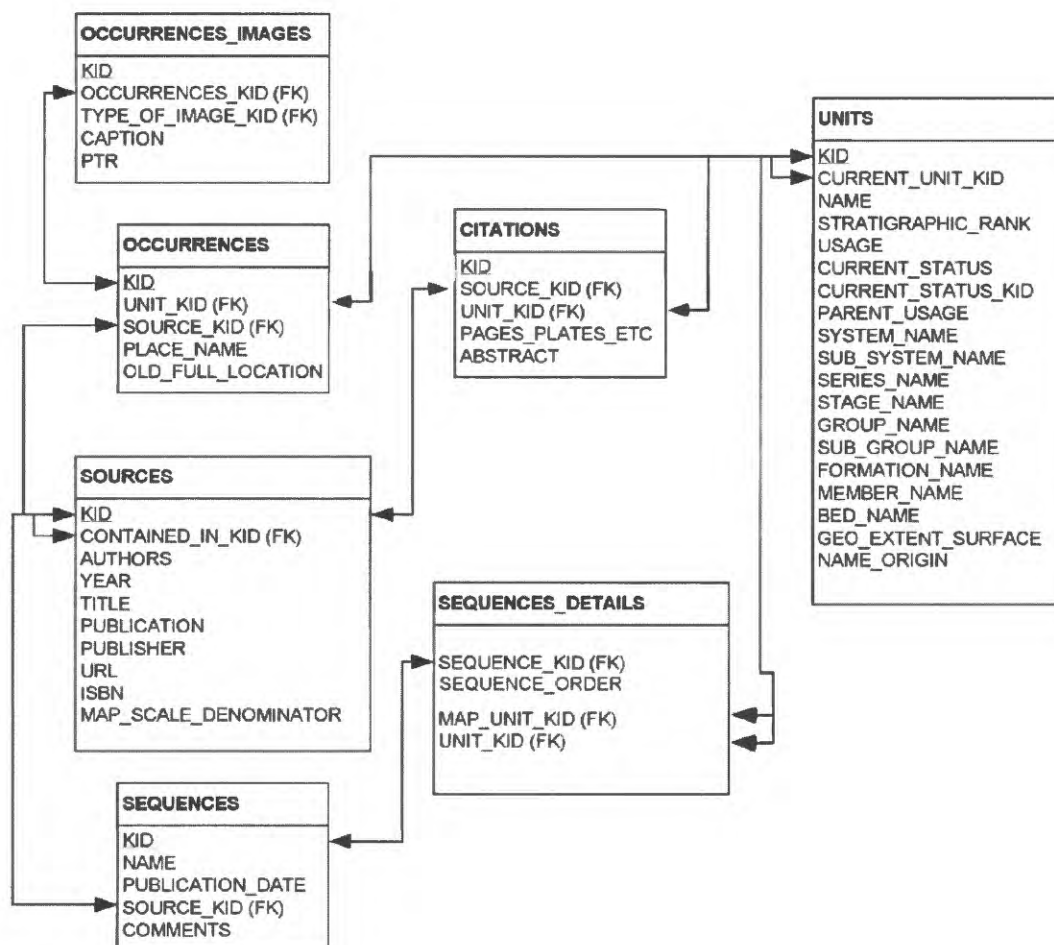 OCCURRENCES_IMAGES
KID
OCCURRENCES_KID (FK)
TYPE_OF_IMAGE_KID (FK)
CAPTION
PTR
OCCURRENCES
KID
UNIT_KID (FK)
SOURCE_KID (FK)
PLACE_NAME
OLD_FULL_LOCATION
CITATIONS
KID
SOURCE_KID (FK)
UNIT_KID (FK)
PAGES_PLATES_ETC
ABSTRACT
UNITS
KID
CURRENT_UNIT_KID
NAME
STRATIGRAPHIC_RANK
USAGE
CURRENT_STATUS
CURRENT_STATUS_KID
PARENT_USAGE
SYSTEM_NAME
SUB_SYSTEM_NAME
SERIES_NAME
STAGE_NAME
GROUP_NAME
SUB_GROUP_NAME
FORMATION_NAME
MEMBER_NAME
BED_NAME
GEO_EXTENT_SURFACE
NAME_ORIGIN
SOURCES
KID
CONTAINED_IN_KID (FK)
AUTHORS
YEAR
TITLE
PUBLICATION
PUBLISHER
URL
ISBN
MAP_SCALE_DENOMINATOR
SEQUENCES_DETAILS
SEQUENCE_KID (FK)
SEQUENCE_ORDER
MAP_UNIT_KID (FK)
UNIT_KID (FK)
SEQUENCES
KID
NAME
PUBLICATION_DATE
SOURCE_KID (FK)
COMMENTS